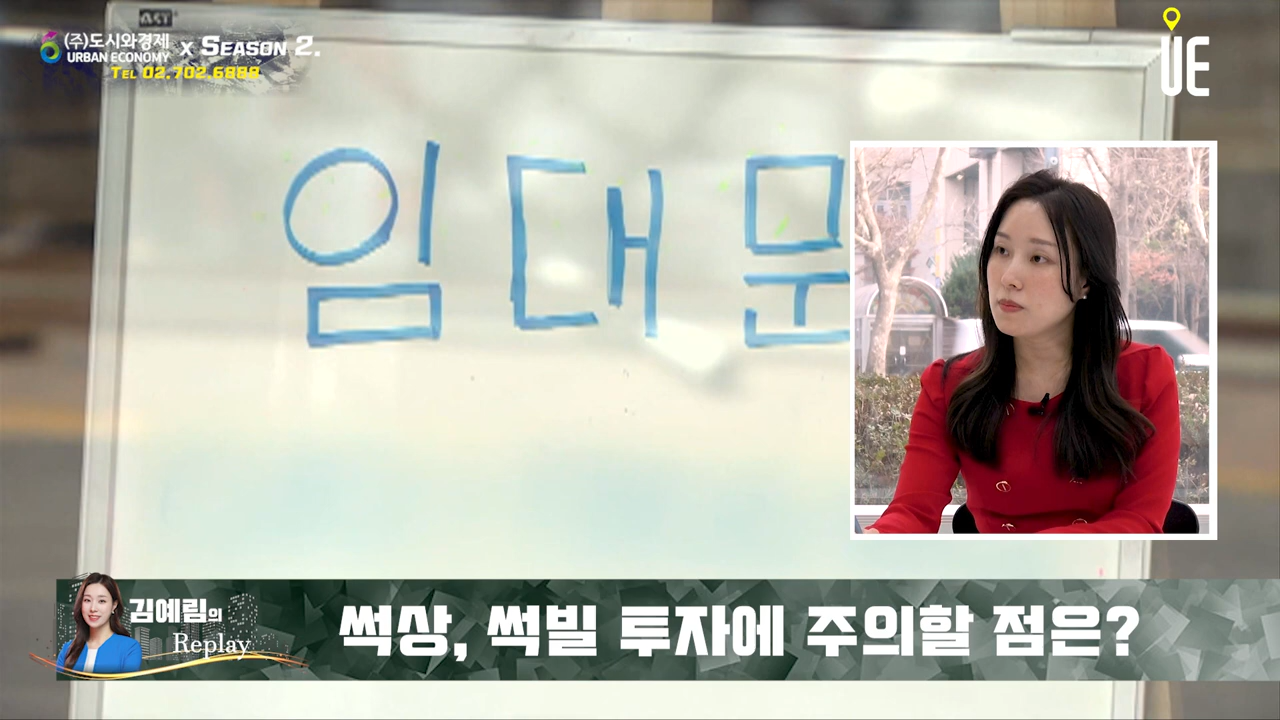 AST
(주)도시와경제
URBAN ECONOMY
x SEASON 2.
TEL 02.702.6888
UE
임대문
김예림의
Replay
썩상, 썩빌 투자에 주의할 점은?